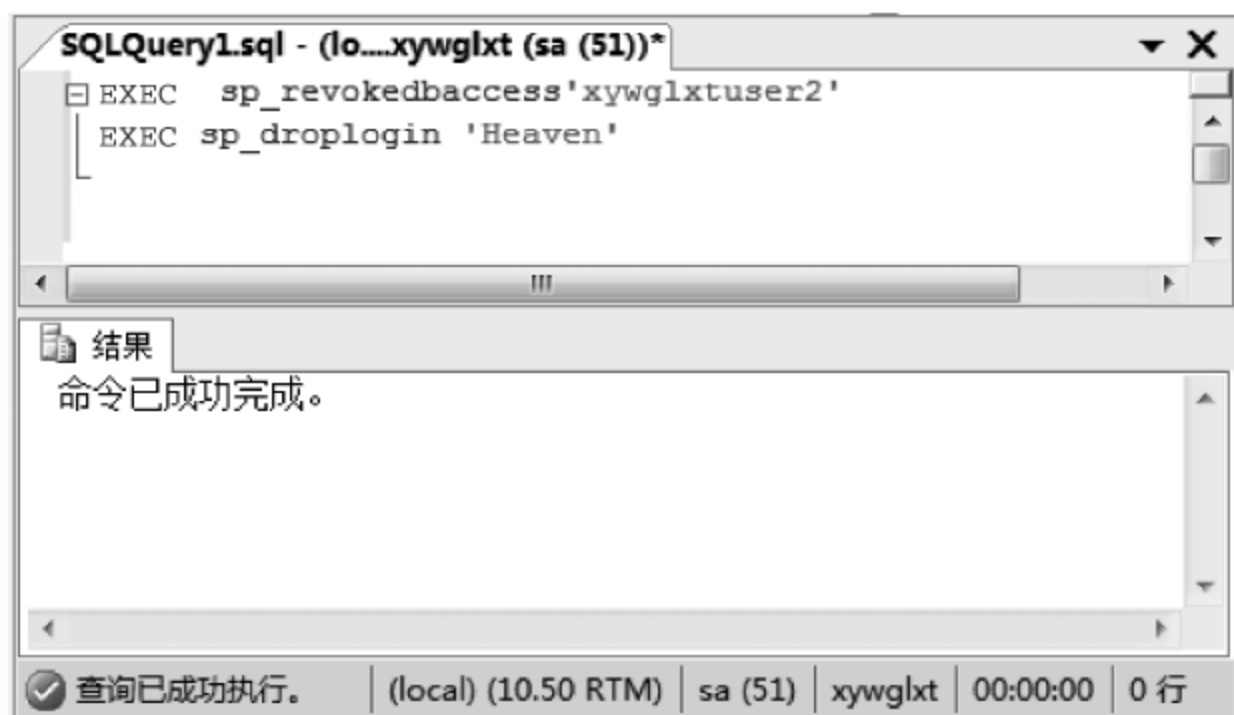 SQLQuery1.sql - (lo....xywglxt (sa (51))*
EXEC sp_revokedbaccess'xywglxtuser2'
EXEC sp_droplogin 'Heaven'
结果
命令已成功完成。
查询已成功执行。 (local) (10.50 RTM) sa (51) xywglxt 00:00:00 0 行